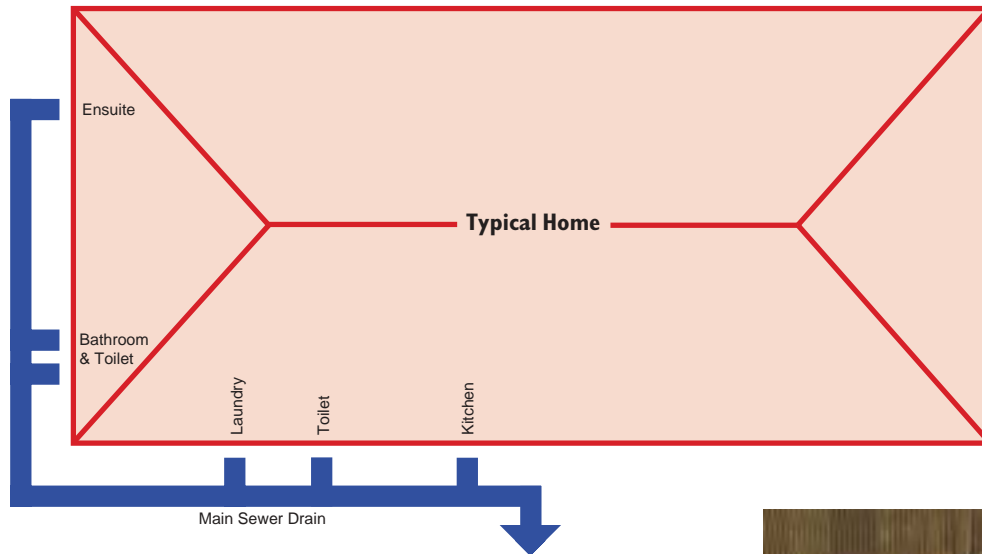 Ensuite
Typical Home
Bathroom
& Toilet
Laundry
Toilet
Kitchen
Main Sewer Drain